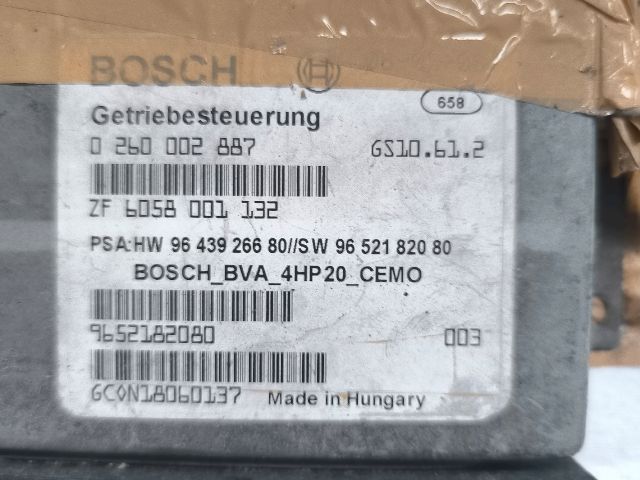 BOSCH
658
Getriebesteuerung
0 260 002 887 GS10.61.2
ZF 6058 001 132
PSA:HW 96 439 266 80//SW 96 521 820 80
BOSCH_BVA_4HP20_CEMO
9652182080 003
GC0N18060137 Made in Hungary